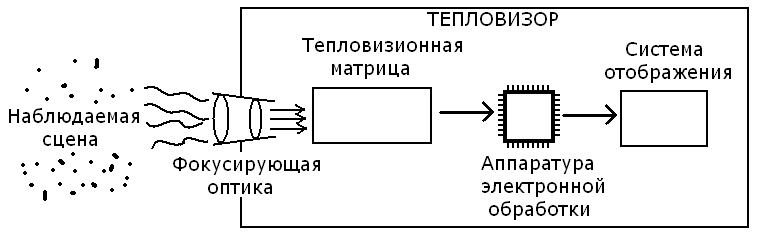 ТЕПЛОВИЗОР
Тепловизионная
матрица
Система
отображения
Наблюдаемая
сцена
Фокусирующая
оптика
Аппаратура
электронной
обработки